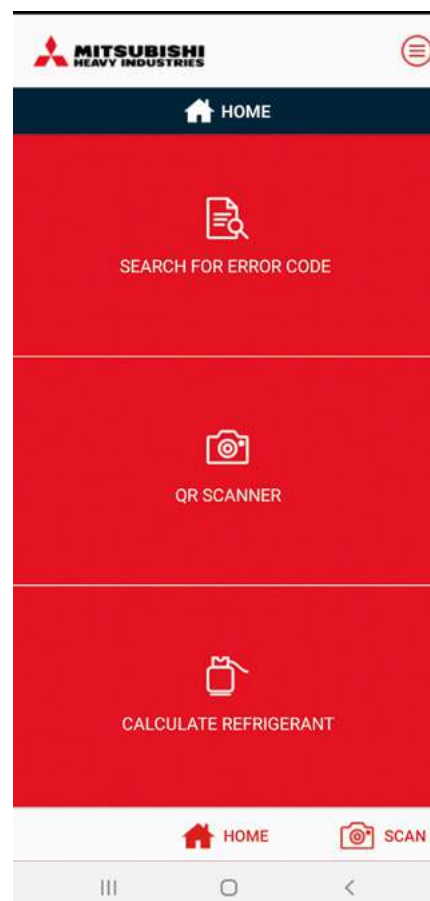 MITSUBISHI
HEAVY INDUSTRIES
HOME
SEARCH FOR ERROR CODE
QR SCANNER
CALCULATE REFRIGERANT
HOME
SCAN